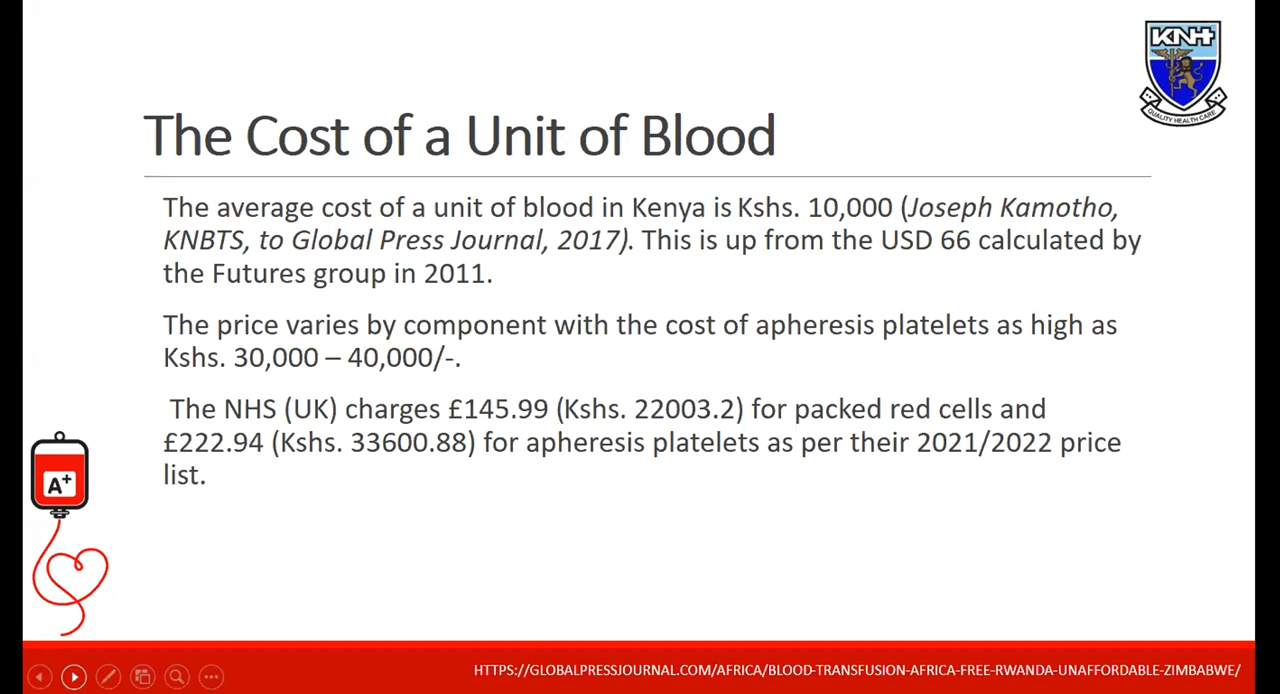 KNH
QUALITY HEALTH CARE
The Cost of a Unit of Blood
The average cost of a unit of blood in Kenya is Kshs. 10,000 (Joseph Kamotho,
KNBTS, to Global Press Journal, 2017). This is up from the USD 66 calculated by
the Futures group in 2011.
The price varies by component with the cost of apheresis platelets as high as
Kshs. 30,000 – 40,000/-.
The NHS (UK) charges £145.99 (Kshs. 22003.2) for packed red cells and
£222.94 (Kshs. 33600.88) for apheresis platelets as per their 2021/2022 price
list.
A+
HTTPS://GLOBALPRESSJOURNAL.COM/AFRICA/BLOOD-TRANSFUSION-AFRICA-FREE-RWANDA-UNAFFORDABLE-ZIMBABWE/